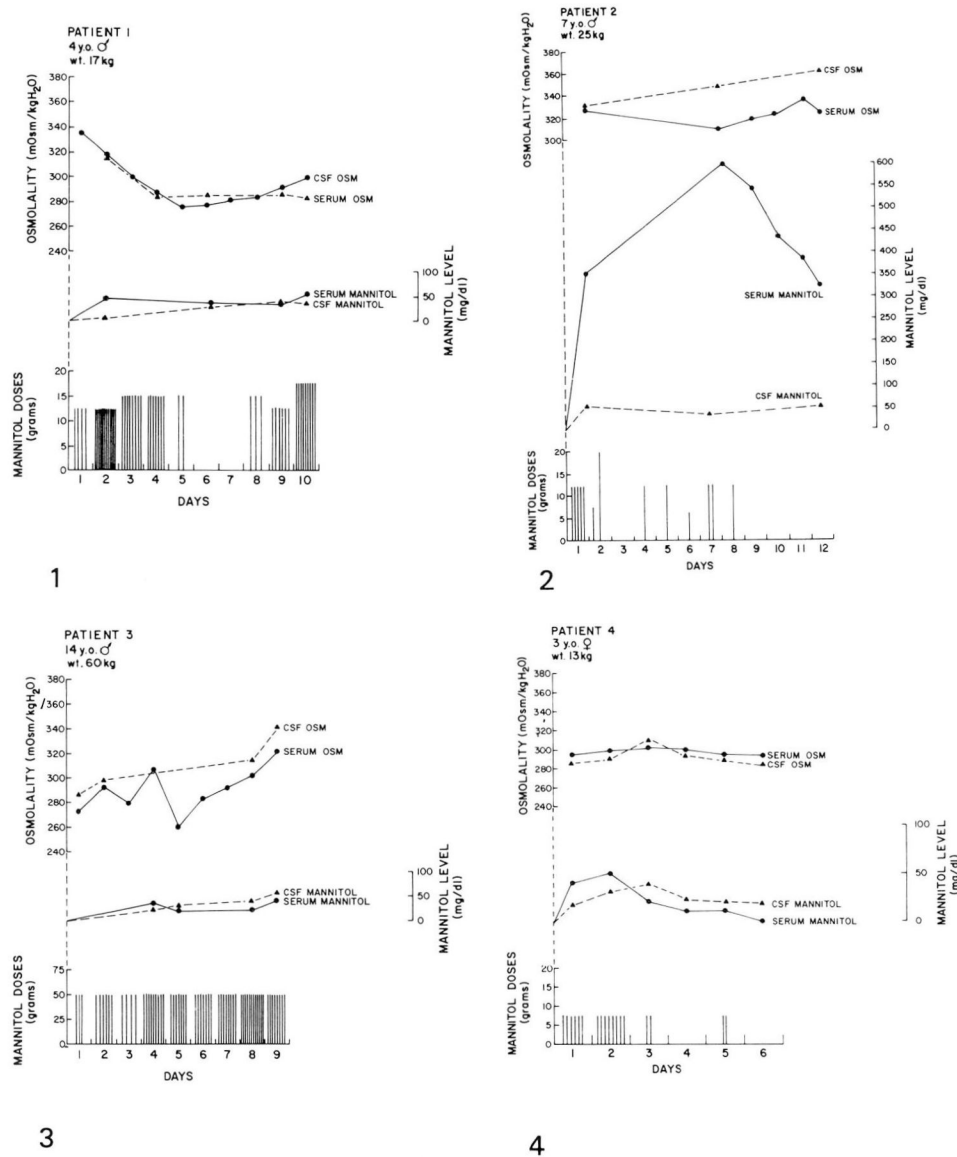 PATIENT 1
4 y.o. ♂
wt. 17 kg
OSMOLALITY (mOsm/kgH₂O)
380
360
340
320
300
280
260
240
CSF OSM
SERUM OSM
SERUM MANNITOL
CSF MANNITOL
100
50
0
MANNITOL LEVEL
(mg/dl)
MANNITOL DOSES
(grams)
20
15
10
5
0
1 2 3 4 5 6 7 8 9 10
DAYS
1
PATIENT 2
7 y.o. ♂
wt. 25 kg
OSMOLALITY (mOsm/kgH₂O)
380
360
340
320
300
CSF OSM
SERUM OSM
600
550
500
450
400
350
300
250
200
150
100
50
0
MANNITOL LEVEL
(mg/dl)
SERUM MANNITOL
CSF MANNITOL
MANNITOL DOSES
(grams)
20
15
10
5
0
1 2 3 4 5 6 7 8 9 10 11 12
DAYS
2
PATIENT 3
14 y.o. ♂
wt. 60 kg
OSMOLALITY (mOsm/kgH₂O)
380
360
340
320
300
280
260
240
CSF OSM
SERUM OSM
100
50
0
MANNITOL LEVEL
(mg/dl)
CSF MANNITOL
SERUM MANNITOL
MANNITOL DOSES
(grams)
75
50
25
0
1 2 3 4 5 6 7 8 9
DAYS
3
PATIENT 4
3 y.o. ♀
wt. 13 kg
OSMOLALITY (mOsm/kgH₂O)
380
360
340
320
300
280
260
240
SERUM OSM
CSF OSM
100
50
0
MANNITOL LEVEL
(mg/dl)
CSF MANNITOL
SERUM MANNITOL
MANNITOL DOSES
(grams)
20
15
10
5
0
1 2 3 4 5 6
DAYS
4